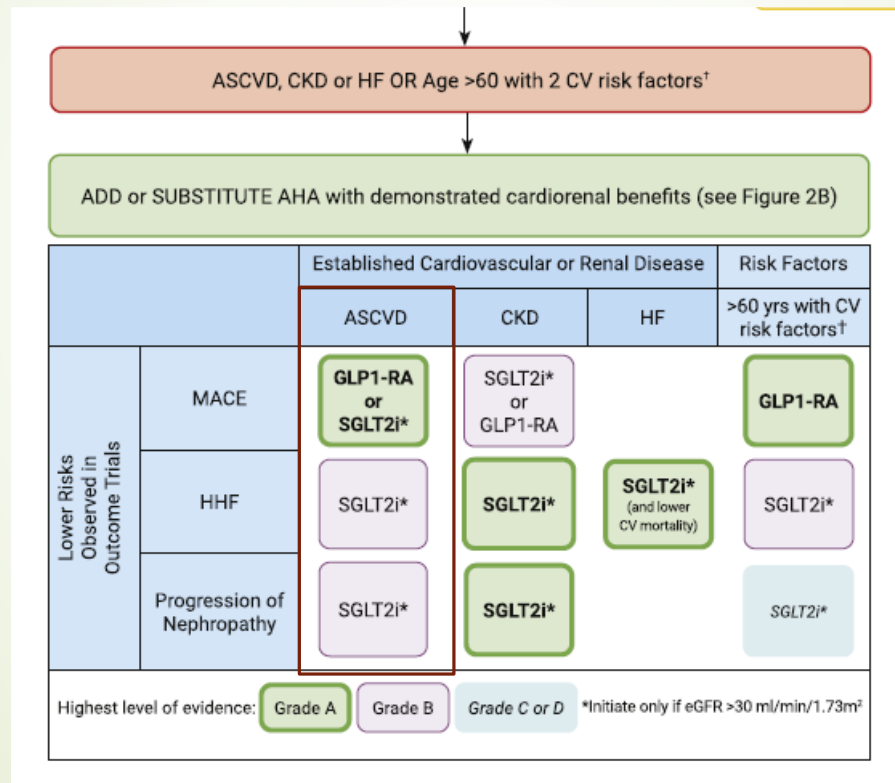 ASCVD, CKD or HF OR Age >60 with 2 CV risk factors†
ADD or SUBSTITUTE AHA with demonstrated cardiorenal benefits (see Figure 2B)
Established Cardiovascular or Renal Disease
Risk Factors
ASCVD
CKD
HF
>60 yrs with CV
risk factors†
Lower Risks
Observed in
Outcome Trials
MACE
GLP1-RA
or
SGLT2i*
SGLT2i*
or
GLP1-RA
GLP1-RA
HHF
SGLT2i*
SGLT2i*
SGLT2i*
(and lower
CV mortality)
SGLT2i*
Progression of
Nephropathy
SGLT2i*
SGLT2i*
SGLT2i*
Highest level of evidence:
Grade A
Grade B
Grade C or D
*Initiate only if eGFR >30 ml/min/1.73m²